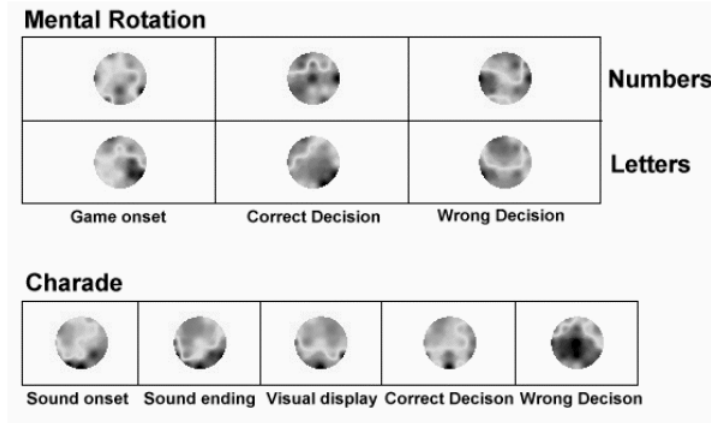 Mental Rotation
Numbers
Letters
Game onset Correct Decision Wrong Decision
Charade
Sound onset Sound ending Visual display Correct Decison Wrong Decison